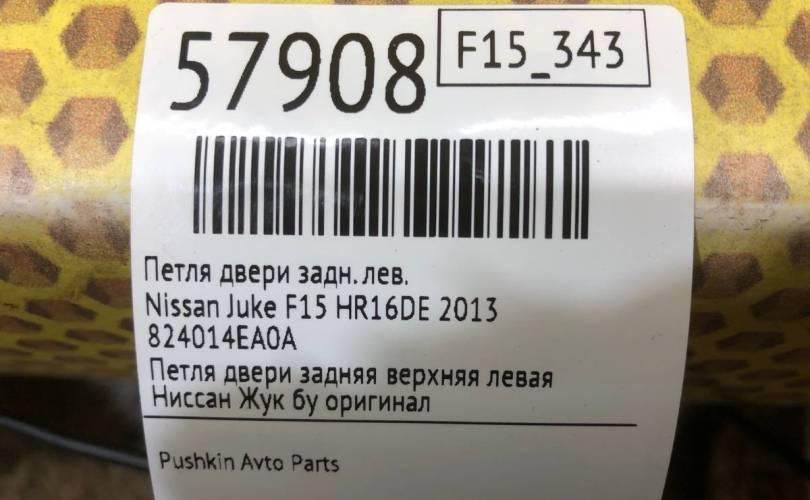 57908
F15_343
Петля двери задн. лев.
Nissan Juke F15 HR16DE 2013
824014EA0A
Петля двери задняя верхняя левая
Ниссан Жук бу оригинал
Pushkin Avto Parts